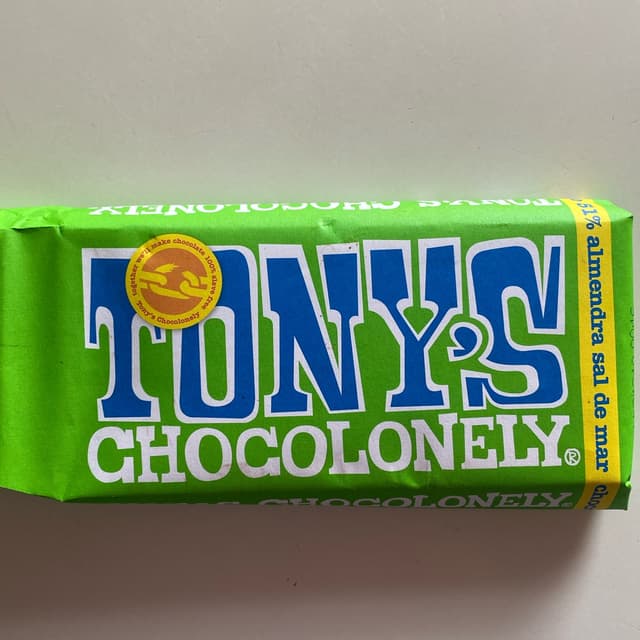 TONY'S CHOCOLONELY
TONY'S
CHOCOLONELY®
together we'll make chocolate 100% slave free
Tony's Chocolonely
51% almendra sal de mar
CHOCOLONELY.